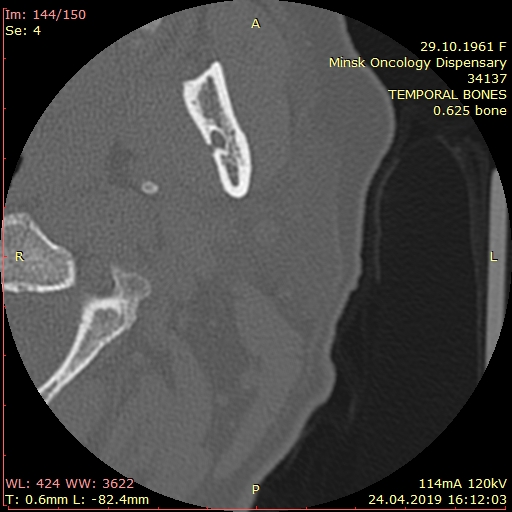 Im: 144/150
Se: 4
A
29.10.1961 F
Minsk Oncology Dispensary
34137
TEMPORAL BONES
0.625 bone
R
L
WL: 424 WW: 3622
T: 0.6mm L: -82.4mm
P
114mA 120kV
24.04.2019 16:12:03